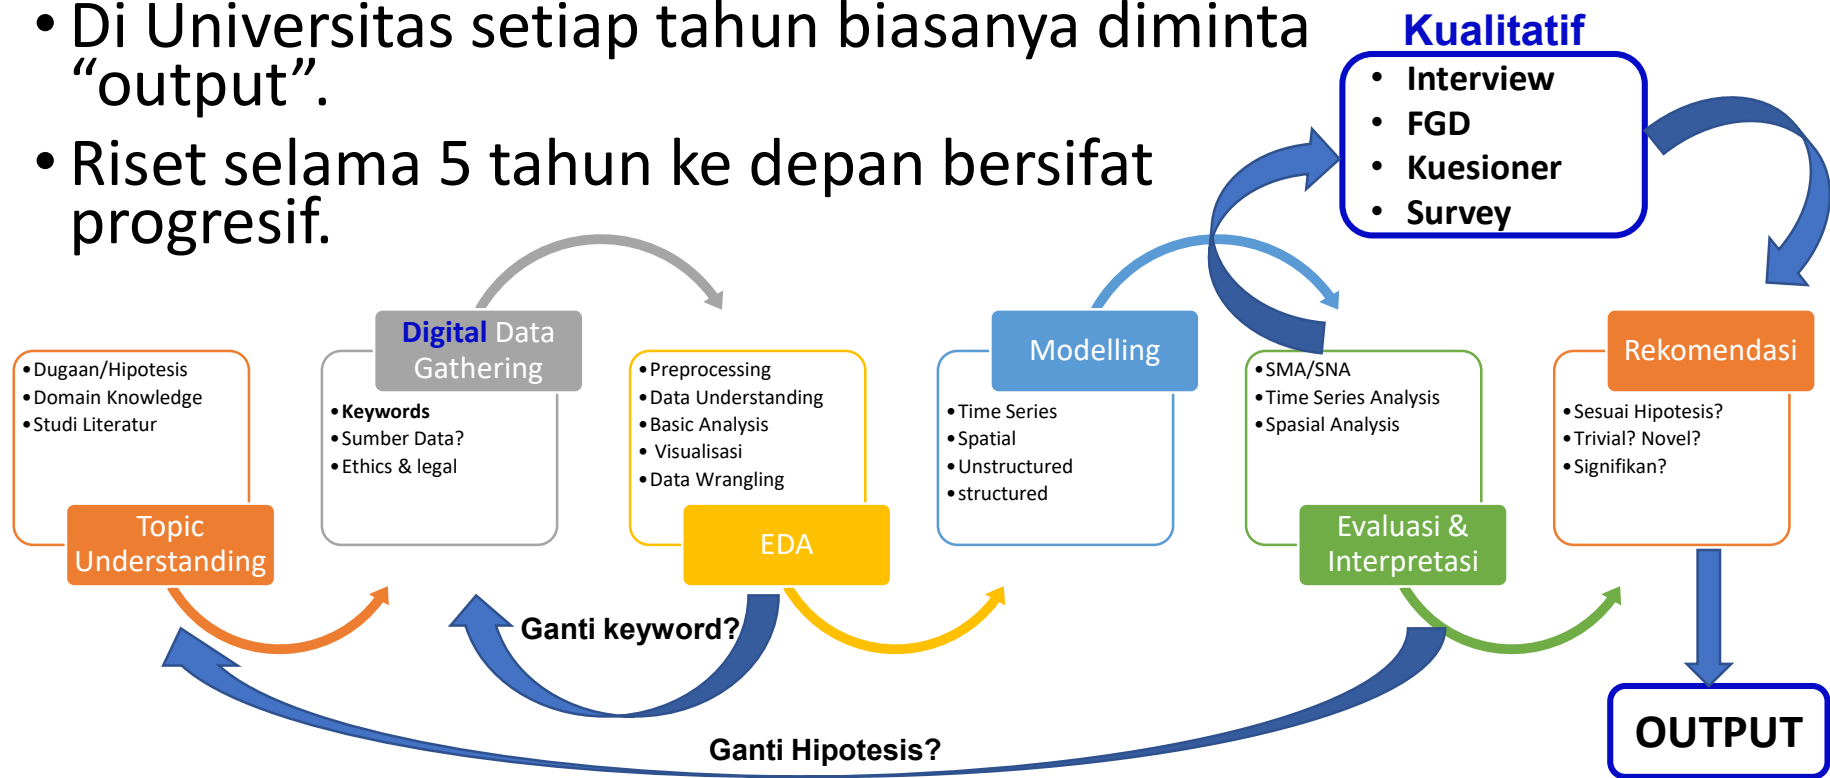 • Di Universitas setiap tahun biasanya diminta
“output”.
• Riset selama 5 tahun ke depan bersifat
progresif.
Kualitatif
• Interview
• FGD
• Kuesioner
• Survey
• Dugaan/Hipotesis
• Domain Knowledge
• Studi Literatur
Topic
Understanding
Digital Data
Gathering
• Keywords
• Sumber Data?
• Ethics & legal
• Preprocessing
• Data Understanding
• Basic Analysis
• Visualisasi
• Data Wrangling
EDA
Modelling
• Time Series
• Spatial
• Unstructured
• structured
• SMA/SNA
• Time Series Analysis
• Spasial Analysis
Evaluasi &
Interpretasi
Rekomendasi
• Sesuai Hipotesis?
• Trivial? Novel?
• Signifikan?
Ganti keyword?
Ganti Hipotesis?
OUTPUT